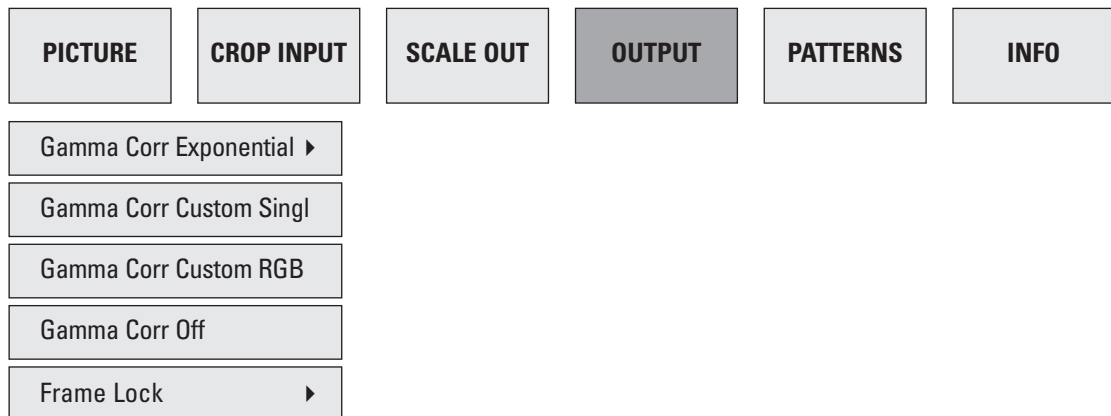 PICTURE CROP INPUT SCALE OUT OUTPUT PATTERNS INFO
Gamma Corr Exponential ▶
Gamma Corr Custom Singl
Gamma Corr Custom RGB
Gamma Corr Off
Frame Lock ▶